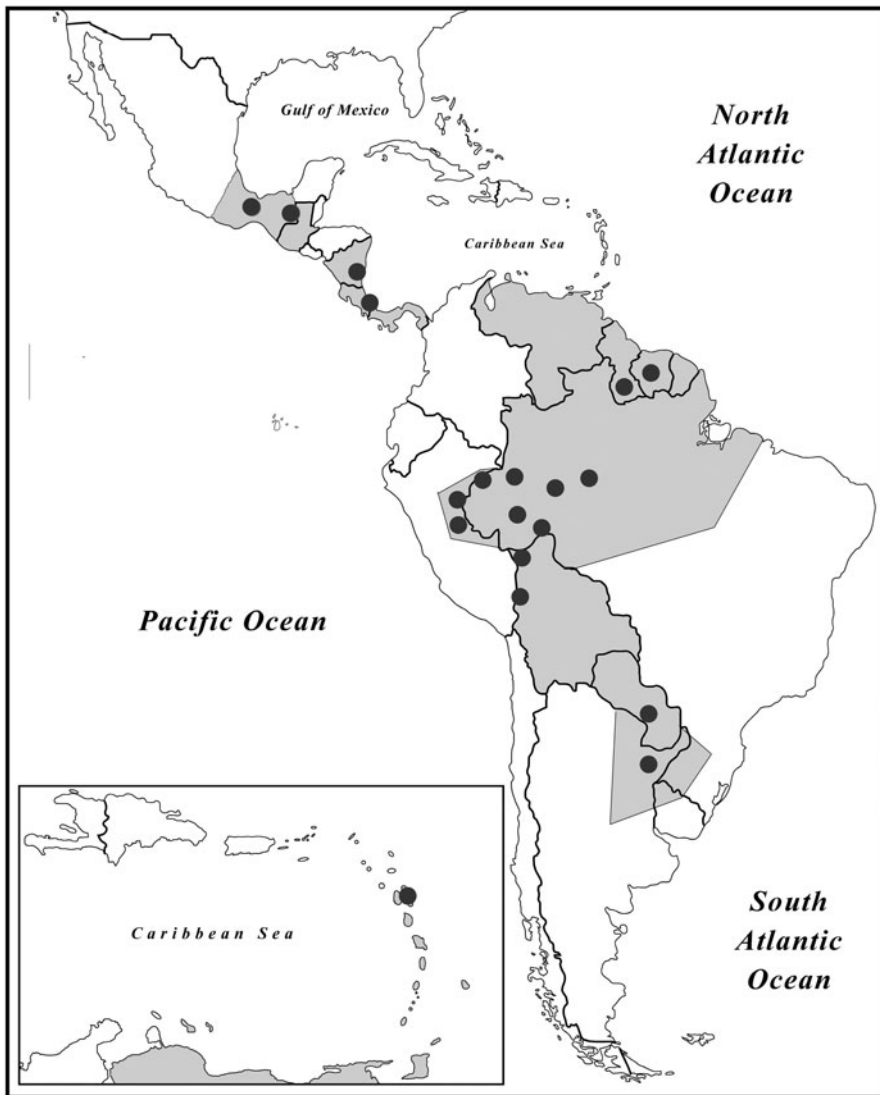 Gulf of Mexico
North
Atlantic
Ocean
Caribbean Sea
Pacific Ocean
Caribbean Sea
South
Atlantic
Ocean